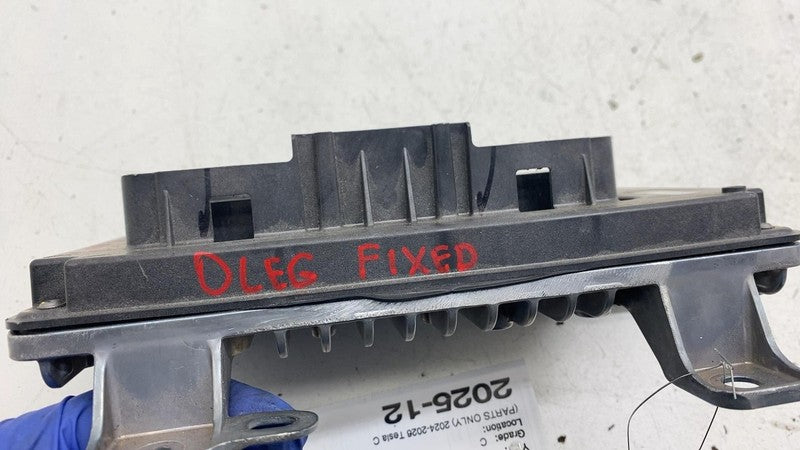 OLEG FIXED
2025-12
(PARTS ONLY) 2024-2026 Tesla C
Location:
Grade: C